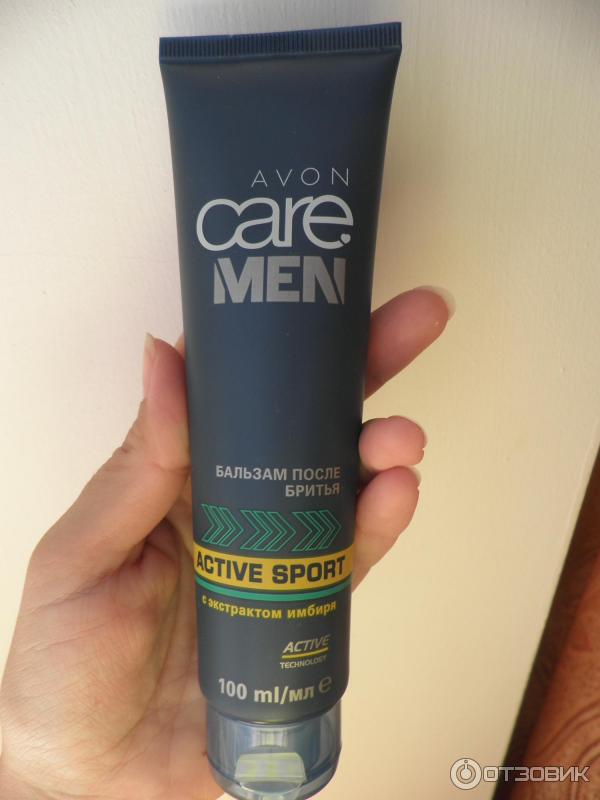 AVON
care
MEN
БАЛЬЗАМ ПОСЛЕ
БРИТЬЯ
ACTIVE SPORT
с экстрактом имбиря
ACTIVE
TECHNOLOGY
100 ml/мл ℮
ОТЗОВИК